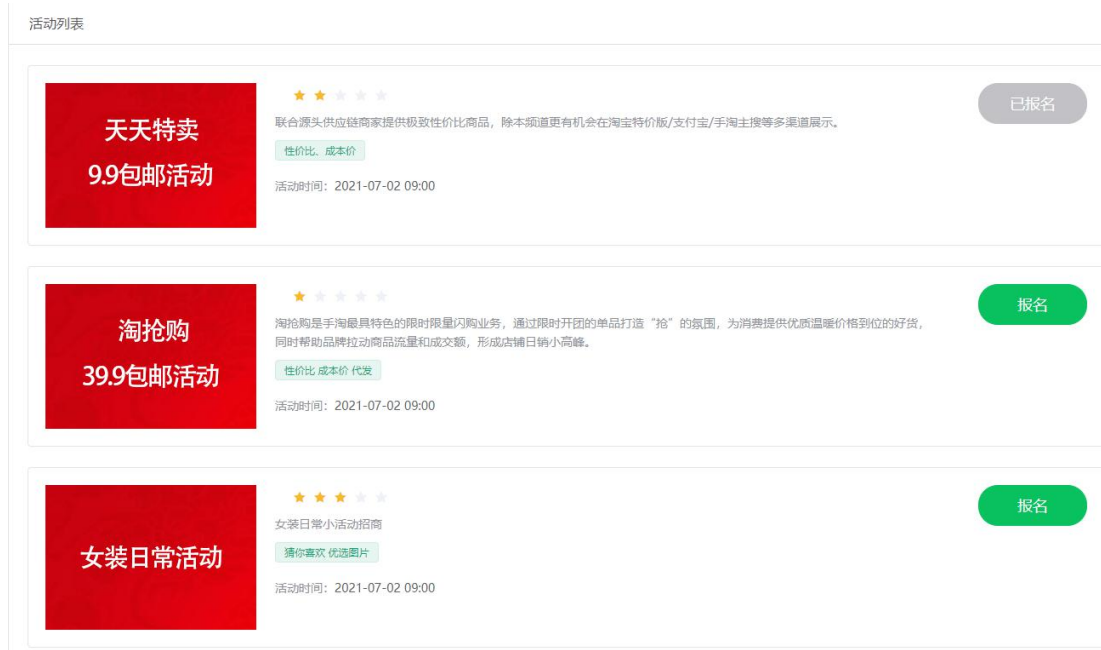 活动列表
天天特卖
9.9包邮活动
联合源头供应链商家提供极致性价比商品，除本频道更有机会在淘宝特价版/支付宝/手淘主搜等多渠道展示。
性价比、成本价
活动时间：2021-07-02 09:00
已报名
淘抢购
39.9包邮活动
淘抢购是手淘最具特色的限时限量闪购业务，通过限时开团的单品打造“抢”的氛围，为消费提供优质温暖价格到位的好货，
同时帮助品牌拉动商品流量和成交额，形成店铺日销小高峰。
性价比 成本价 代发
活动时间：2021-07-02 09:00
报名
女装日常活动
女装日常小活动招商
猜你喜欢 优选图片
活动时间：2021-07-02 09:00
报名